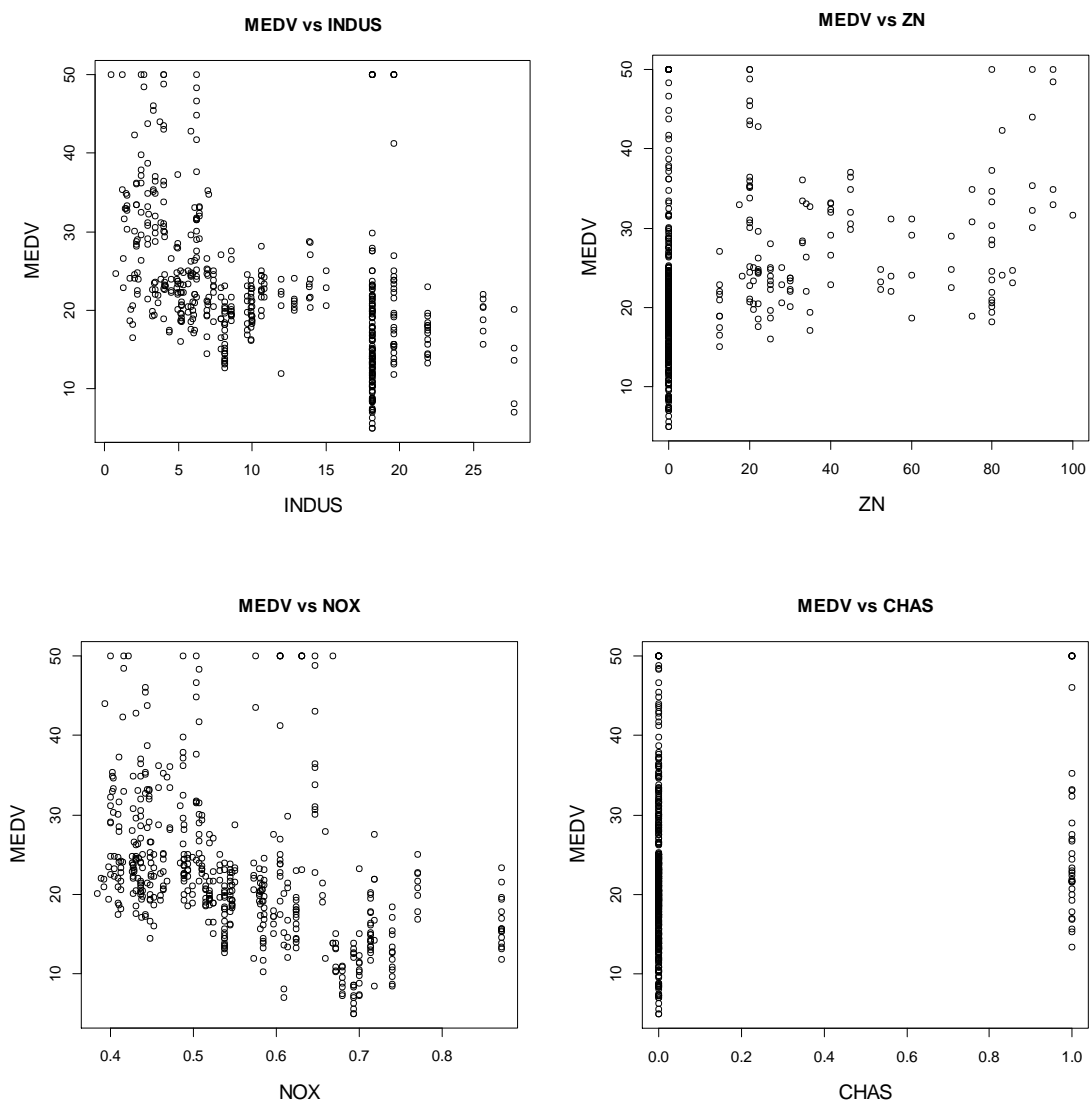 MEDV vs INDUS
MEDV
10 20 30 40 50
0 5 10 15 20 25
INDUS
MEDV vs ZN
MEDV
10 20 30 40 50
0 20 40 60 80 100
ZN
MEDV vs NOX
MEDV
10 20 30 40 50
0.4 0.5 0.6 0.7 0.8
NOX
MEDV vs CHAS
MEDV
10 20 30 40 50
0.0 0.2 0.4 0.6 0.8 1.0
CHAS